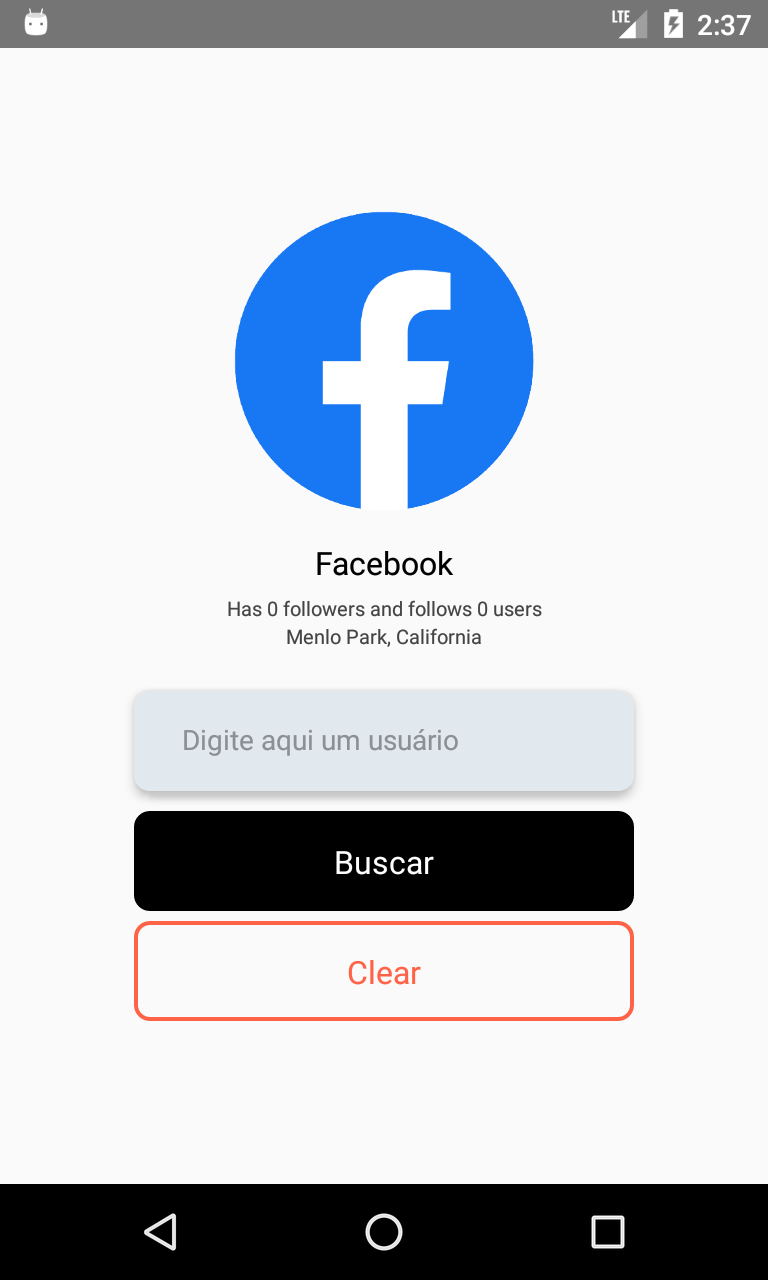 LTE 2:37
Facebook
Has 0 followers and follows 0 users
Menlo Park, California
Digite aqui um usuário
Buscar
Clear